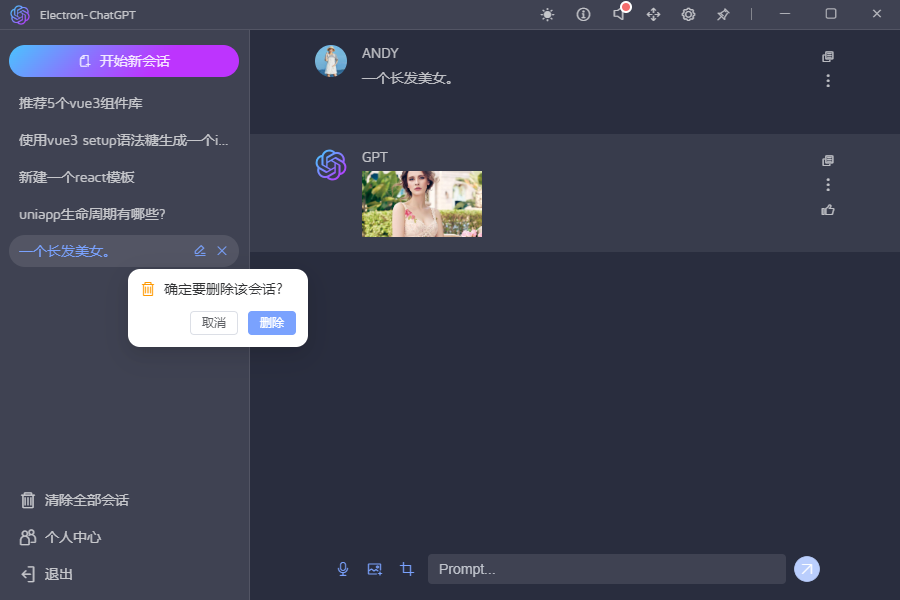 Electron-ChatGPT
开始新会话
推荐5个vue3组件库
使用vue3 setup语法糖生成一个i...
新建一个react模板
uniapp生命周期有哪些?
一个长发美女。
确定要删除该会话?
取消
删除
清除全部会话
个人中心
退出
ANDY
一个长发美女。
GPT
Prompt...